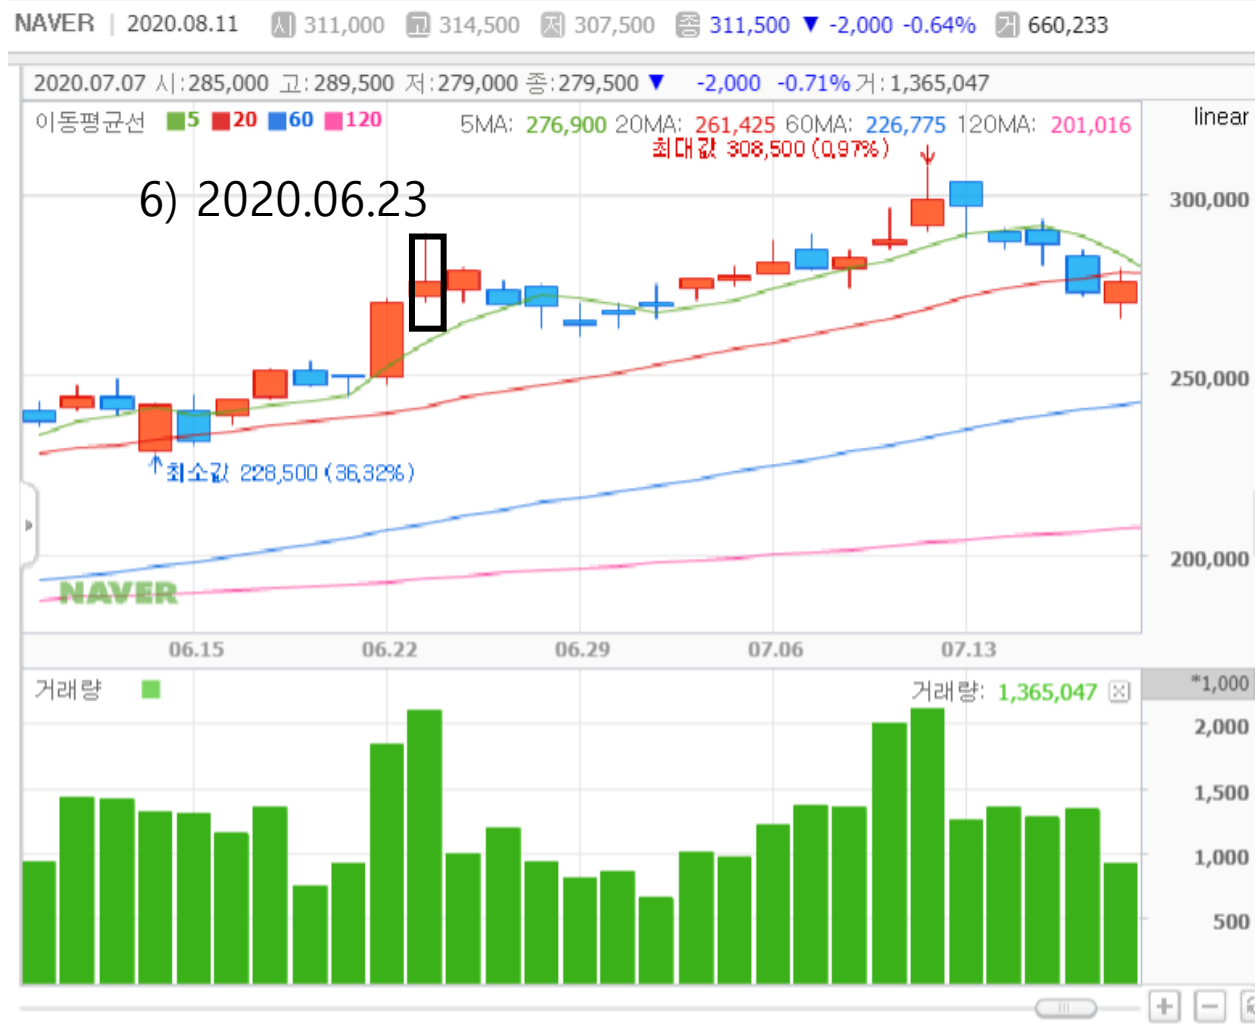 NAVER | 2020.08.11 시 311,000 고 314,500 저 307,500 종 311,500 ▼ -2,000 -0.64% 거 660,233
2020.07.07 시:285,000 고:289,500 저:279,000 종:279,500 ▼ -2,000 -0.71% 거:1,365,047
이동평균선 5 20 60 120 5MA: 276,900 20MA: 261,425 60MA: 226,775 120MA: 201,016
linear
최대값 308,500 (0.97%)
6) 2020.06.23
300,000
250,000
최소값 228,500 (36.32%)
200,000
NAVER
06.15 06.22 06.29 07.06 07.13
거래량 거래량: 1,365,047
*1,000
2,000
1,500
1,000
500